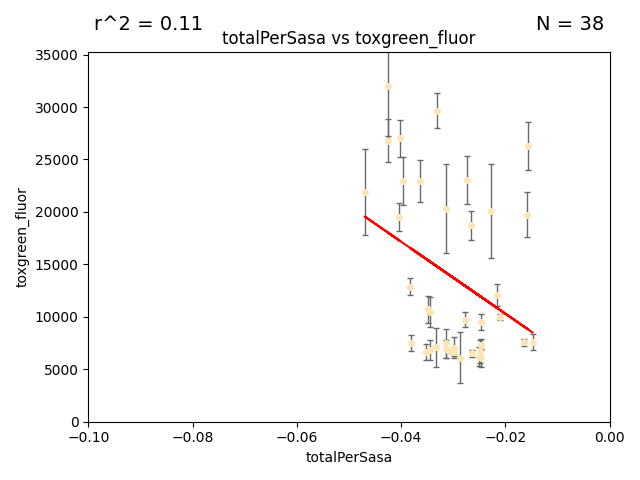 r^2 = 0.11
N = 38
totalPerSasa vs toxgreen_fluor
35000
30000
25000
20000
15000
10000
5000
0
toxgreen_fluor
−0.10
−0.08
−0.06
−0.04
−0.02
0.00
totalPerSasa